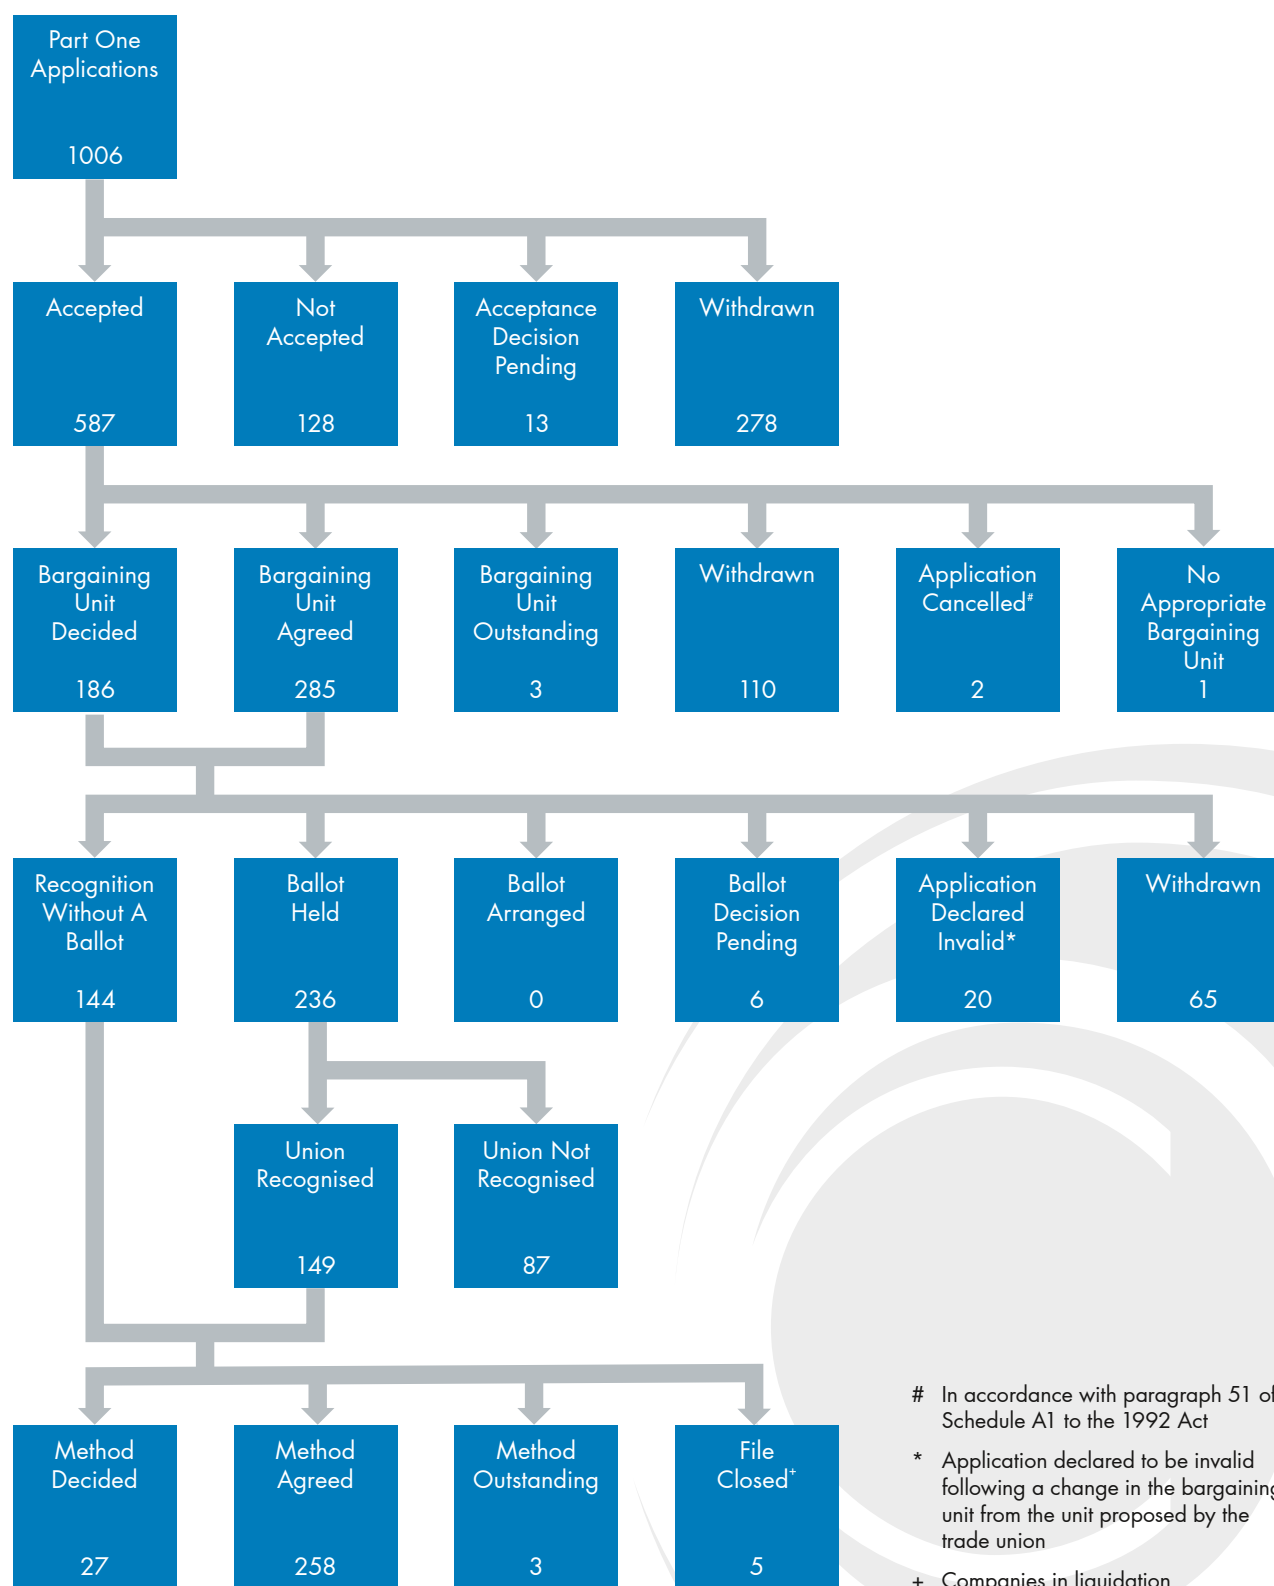 Part One
Applications
1006
Accepted
587
Not
Accepted
128
Acceptance
Decision
Pending
13
Withdrawn
278
Bargaining
Unit
Decided
186
Bargaining
Unit
Agreed
285
Bargaining
Unit
Outstanding
3
Withdrawn
110
Application
Cancelled#
2
No
Appropriate
Bargaining
Unit
1
Recognition
Without A
Ballot
144
Ballot
Held
236
Ballot
Arranged
0
Ballot
Decision
Pending
6
Application
Declared
Invalid*
20
Withdrawn
65
Union
Recognised
149
Union Not
Recognised
87
Method
Decided
27
Method
Agreed
258
Method
Outstanding
3
File
Closed+
5
# In accordance with paragraph 51 of
Schedule A1 to the 1992 Act
* Application declared to be invalid
following a change in the bargaining
unit from the unit proposed by the
trade union
+ Companies in liquidation